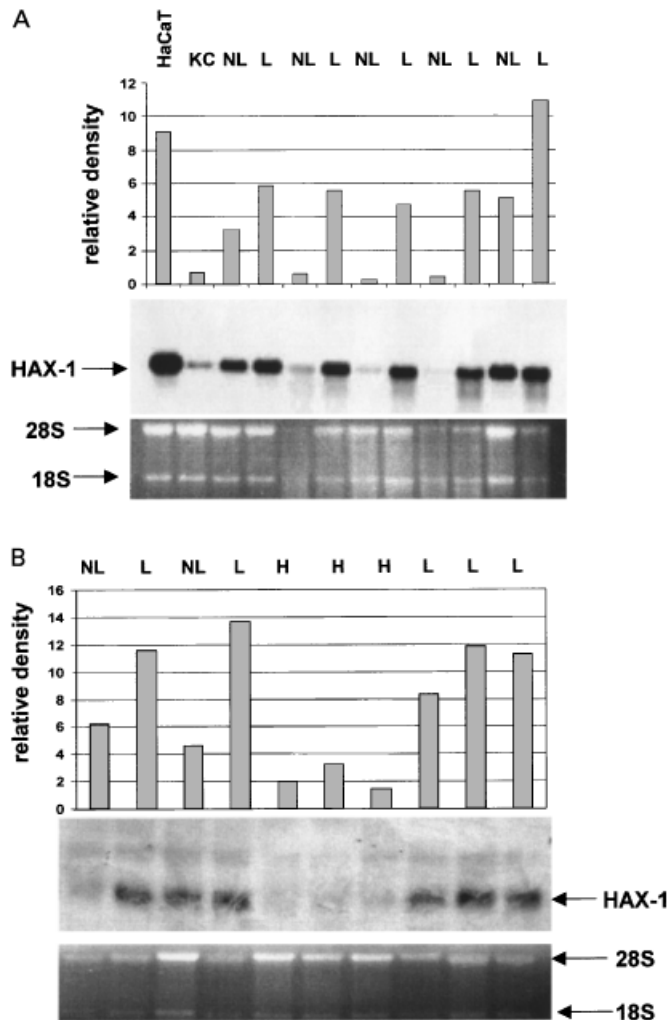 A
HaCaT KC NL L NL L NL L NL L NL L
relative density
12
10
8
6
4
2
0
HAX-1
28S
18S
B
NL L NL L H H H L L L
relative density
16
14
12
10
8
6
4
2
0
HAX-1
28S
18S